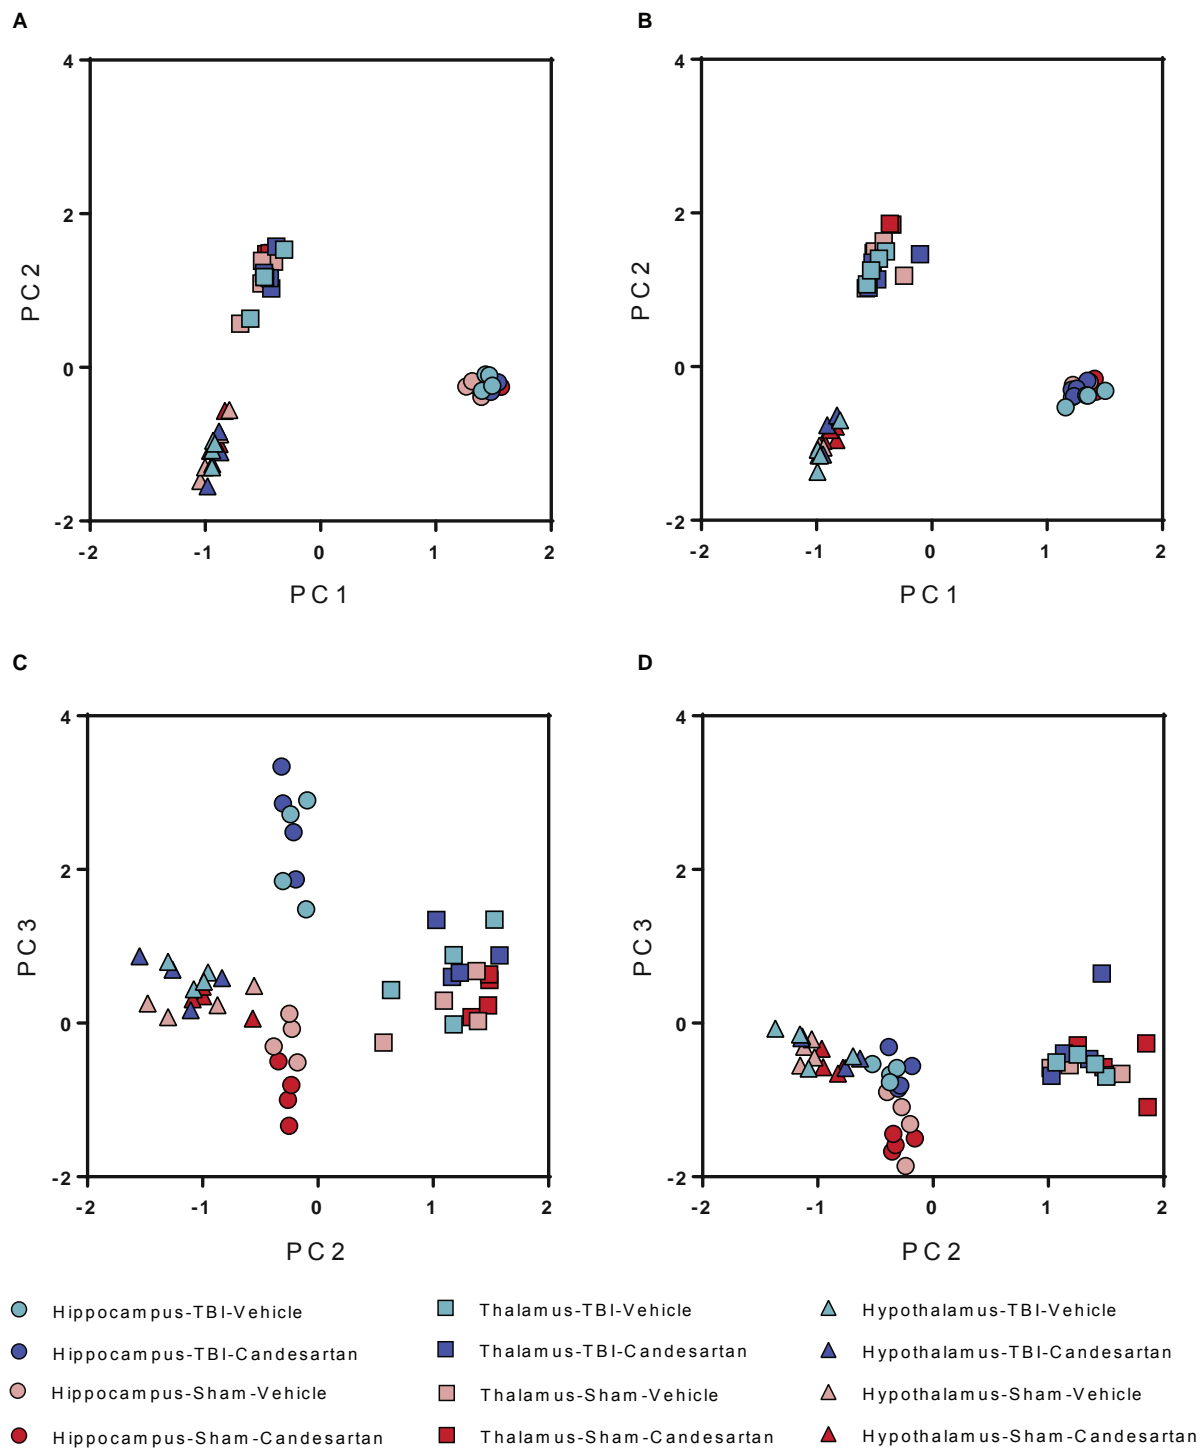 A
B
4
2
0
-2
-2
-1
0
1
2
PC2
PC1
4
2
0
-2
-2
-1
0
1
2
PC2
PC1
C
D
4
2
0
-2
-2
-1
0
1
2
PC3
PC2
4
2
0
-2
-2
-1
0
1
2
PC3
PC2
Hippocampus-TBI-Vehicle
Thalamus-TBI-Vehicle
Hypothalamus-TBI-Vehicle
Hippocampus-TBI-Candesartan
Thalamus-TBI-Candesartan
Hypothalamus-TBI-Candesartan
Hippocampus-Sham-Vehicle
Thalamus-Sham-Vehicle
Hypothalamus-Sham-Vehicle
Hippocampus-Sham-Candesartan
Thalamus-Sham-Candesartan
Hypothalamus-Sham-Candesartan